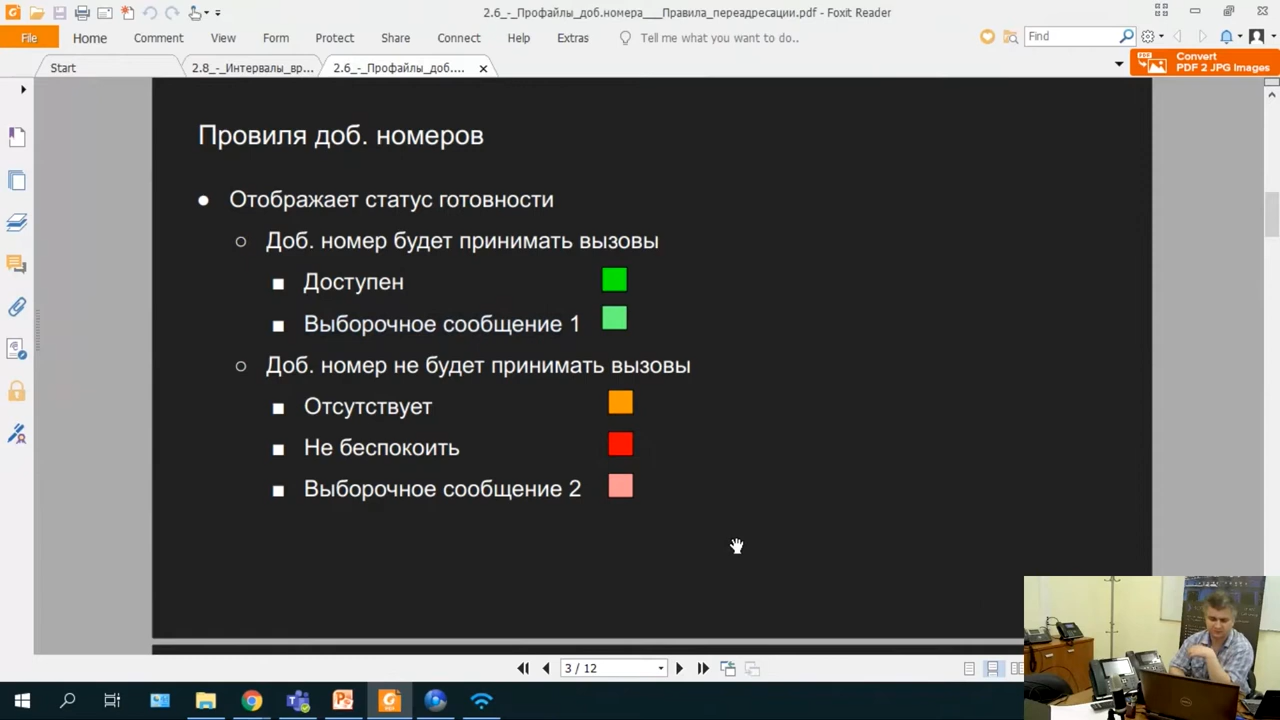 2.6_-_Профайлы_доб.номера___Правила_переадресации.pdf - Foxit Reader
File Home Comment View Form Protect Share Connect Help Extras Tell me what you want to do.. Find
Start 2.8_-_Интервалы_вр... 2.6_-_Профайлы_доб....
Convert
PDF 2 JPG Images
Провиля доб. номеров
Отображает статус готовности
Доб. номер будет принимать вызовы
Доступен
Выборочное сообщение 1
Доб. номер не будет принимать вызовы
Отсутствует
Не беспокоить
Выборочное сообщение 2
3 / 12